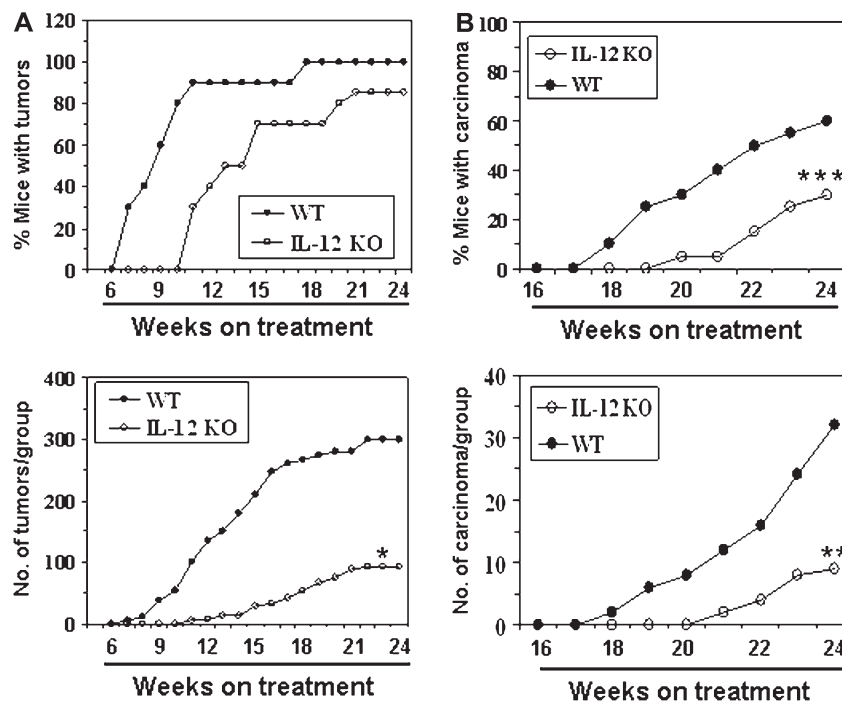 A
% Mice with tumors
120
100
80
60
40
20
0
WT
IL-12 KO
6 9 12 15 18 21 24
Weeks on treatment
B
% Mice with carcinoma
100
80
60
40
20
0
IL-12 KO
WT
***
16 18 20 22 24
Weeks on treatment
No. of tumors/group
400
300
200
100
0
WT
IL-12 KO
*
6 9 12 15 18 21 24
Weeks on treatment
No. of carcinoma/group
40
30
20
10
0
IL-12 KO
WT
**
16 18 20 22 24
Weeks on treatment